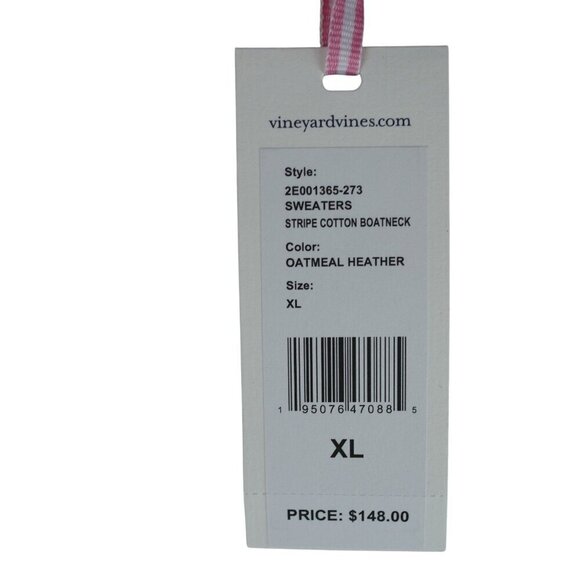 vineyardvines.com
Style:
2E001365-273
SWEATERS
STRIPE COTTON BOATNECK
Color:
OATMEAL HEATHER
Size:
XL
1 95076 47088 5
XL
PRICE: $148.00